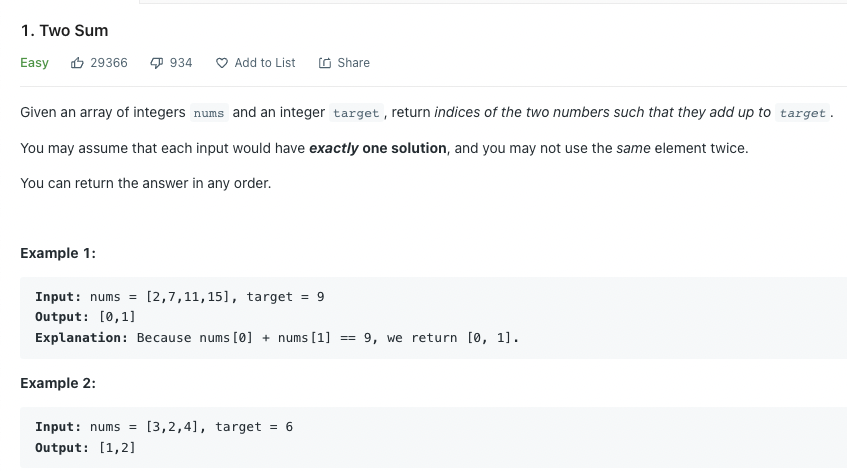 1. Two Sum
Easy 29366 934 Add to List Share
Given an array of integers nums and an integer target, return indices of the two numbers such that they add up to target.
You may assume that each input would have exactly one solution, and you may not use the same element twice.
You can return the answer in any order.
Example 1:
Input: nums = [2,7,11,15], target = 9
Output: [0,1]
Explanation: Because nums[0] + nums[1] == 9, we return [0, 1].
Example 2:
Input: nums = [3,2,4], target = 6
Output: [1,2]